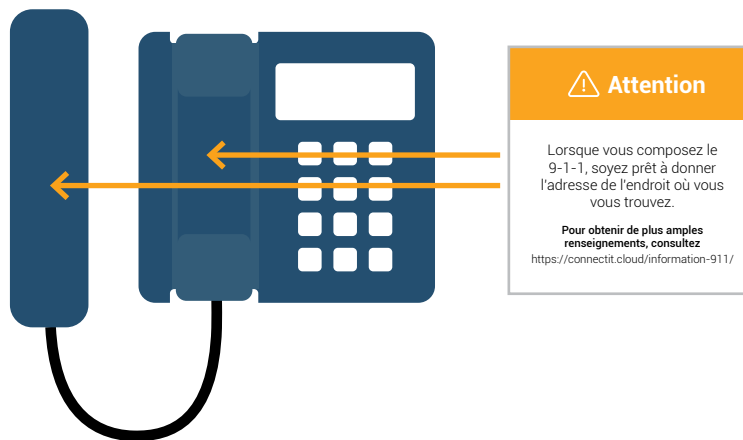 Attention
Lorsque vous composez le
9-1-1, soyez prêt à donner
l'adresse de l'endroit où vous
vous trouvez.
Pour obtenir de plus amples
renseignements, consultez
https://connectit.cloud/information-911/